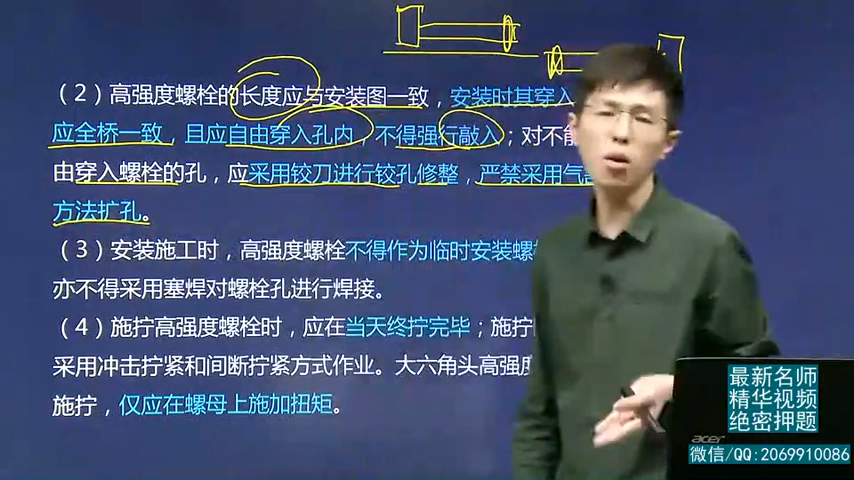 （2）高强度螺栓的长度应与安装图一致，安装时其穿入
应全桥一致，且应自由穿入孔内，不得强行敲入；对不能
由穿入螺栓的孔，应采用铰刀进行铰孔修整，严禁采用气
方法扩孔。
（3）安装施工时，高强度螺栓不得作为临时安装螺
亦不得采用塞焊对螺栓孔进行焊接。
（4）施拧高强度螺栓时，应在当天终拧完毕；施拧
采用冲击拧紧和间断拧紧方式作业。大六角头高强度
施拧，仅应在螺母上施加扭矩。
最新名师
精华视频
绝密押题
acer
微信/QQ:2069910086